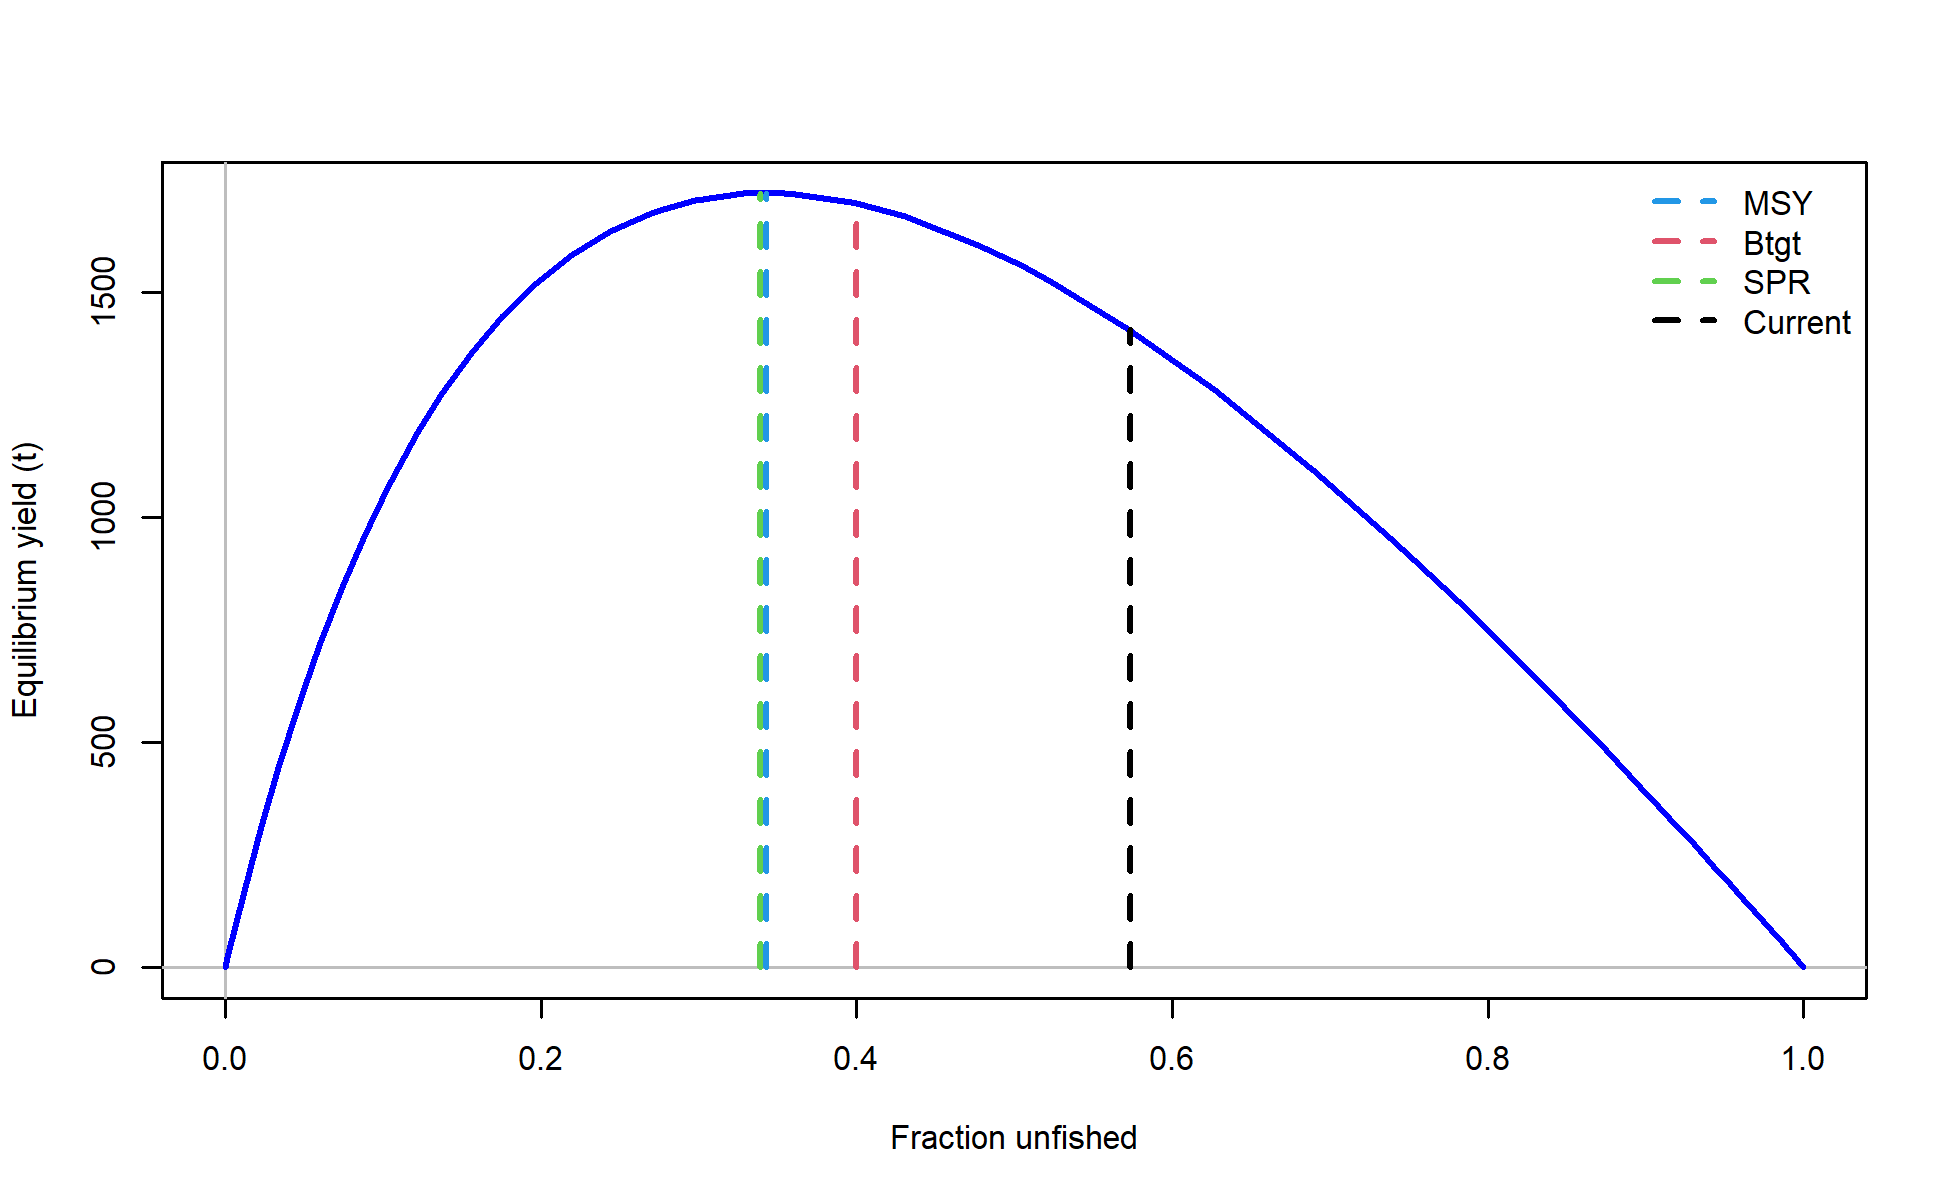 MSY
Btgt
SPR
Current
Equilibrium yield (t)
1500
1000
500
0
0.0 0.2 0.4 0.6 0.8 1.0
Fraction unfished